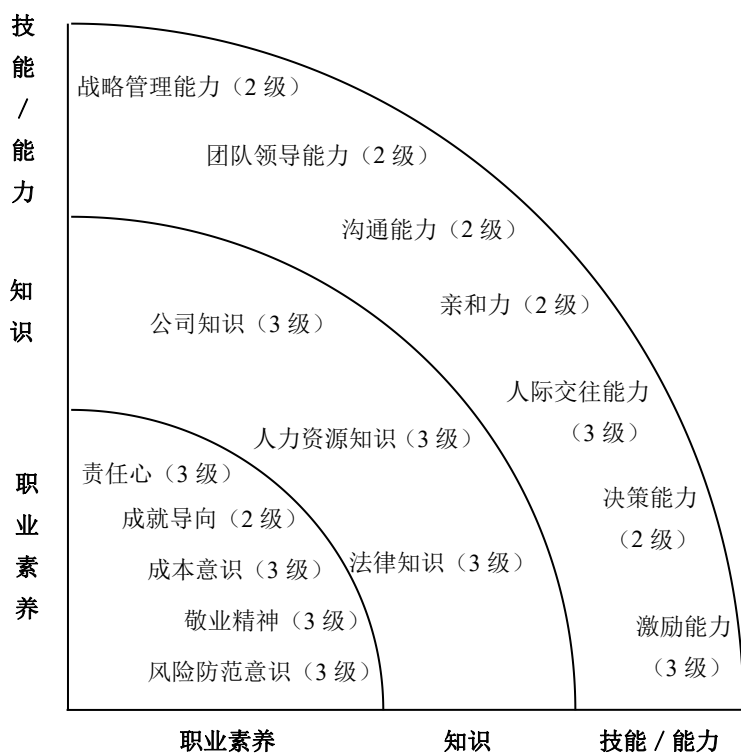 技能/能力
战略管理能力（2 级）
团队领导能力（2 级）
沟通能力（2 级）
亲和力（2 级）
人际交往能力
（3 级）
决策能力
（2 级）
激励能力
（3 级）
知识
公司知识（3 级）
人力资源知识（3 级）
法律知识（3 级）
职业素养
责任心（3 级）
成就导向（2 级）
成本意识（3 级）
敬业精神（3 级）
风险防范意识（3 级）
职业素养
知识
技能 / 能力